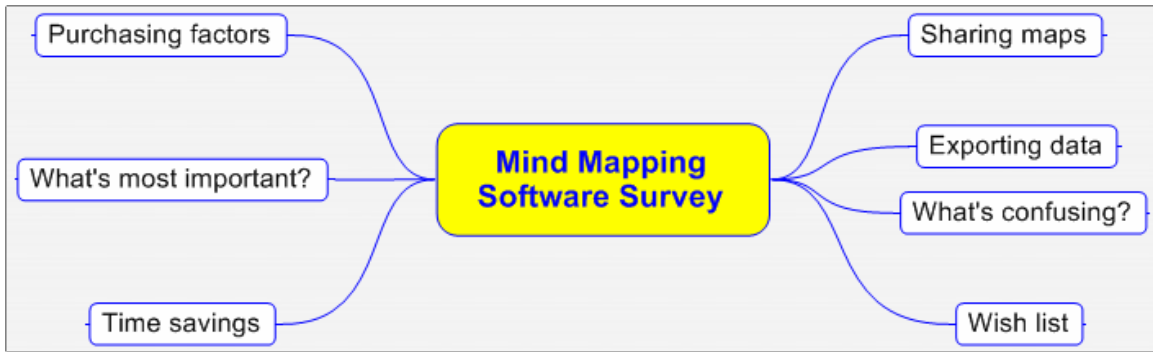 Purchasing factors
What's most important?
Time savings
Mind Mapping
Software Survey
Sharing maps
Exporting data
What's confusing?
Wish list